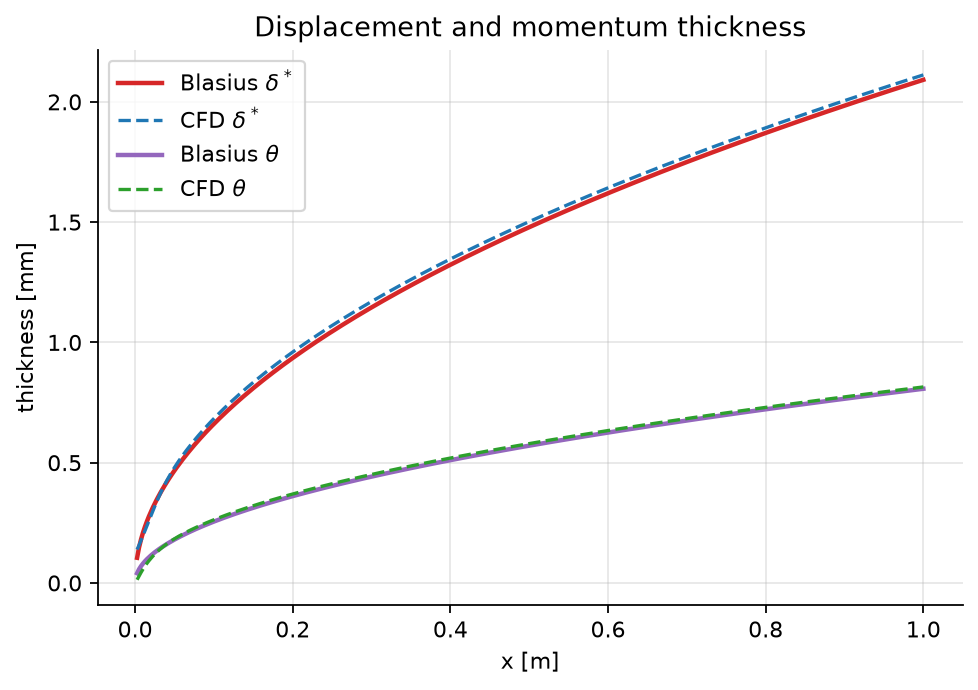 Displacement and momentum thickness
Blasius δ*
CFD δ*
Blasius θ
CFD θ
2.0
1.5
1.0
0.5
0.0
thickness [mm]
0.0 0.2 0.4 0.6 0.8 1.0
x [m]